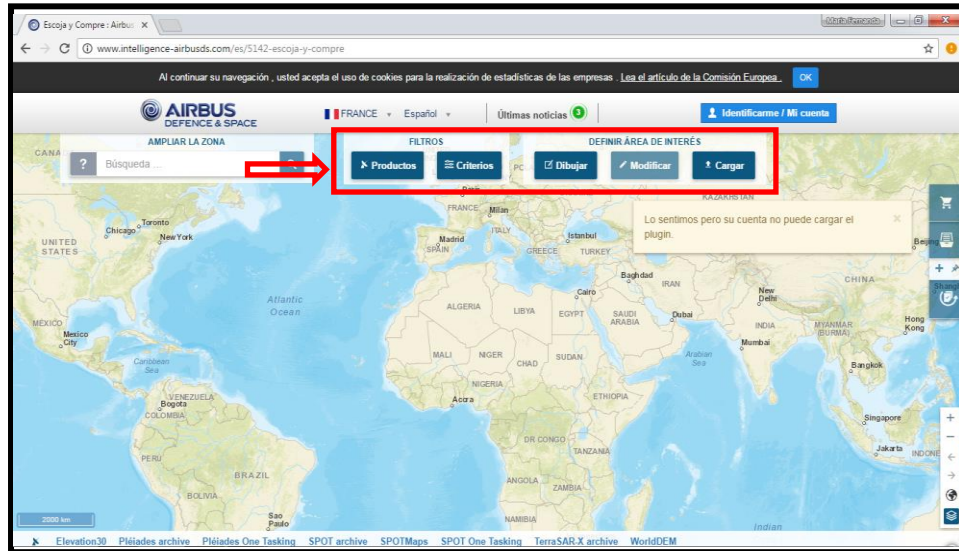 Escoja y Compre : Airbus
Maria Fernanda
www.intelligence-airbusds.com/es/5142-escoja-y-compre
Al continuar su navegación , usted acepta el uso de cookies para la realización de estadísticas de las empresas . Lea el artículo de la Comisión Europea . OK
AIRBUS
DEFENCE & SPACE
FRANCE Español Últimas noticias 3 Identificarme / Mi cuenta
AMPLIAR LA ZONA FILTROS DEFINIR ÁREA DE INTERÉS
? Búsqueda ... Productos Criterios Dibujar Modificar Cargar
CANA
PO
KAZAKHSTAN
Paris
FRANCE Milan
Lo sentimos pero su cuenta no puede cargar el
plugin.
×
Toronto
Chicago
New York
UNITED
STATES
Madrid
SPAIN
ITALY
GREECE
Istanbul
TURKEY
Beijing
Baghdad
IRAN
CHINA
Shangh
Atlantic
Ocean
Cairo
New
Delhi
ALGERIA
LIBYA
EGYPT
SAUDI
ARABIA
Dubai
INDIA
MYANMAR
(BURMA)
Hong
Kong
MÉXICO
Mexico
City
Mumbai
Caribbean
Sea
MALI
NIGER
CHAD
SUDAN
Arabian
Sea
Bangkok
NIGERIA
VENEZUELA
Bogota
COLOMBIA
Accra
ETHIOPIA
Singapore
DR CONGO
TANZANIA
Jakarta
INDONE
PERU
BRAZIL
ANGOLA
ZAMBIA
BOLIVIA
Sao
Paulo
NAMIBIA
Indian
2000 km
Elevation30 Pléiades archive Pléiades One Tasking SPOT archive SPOTMaps SPOT One Tasking TerraSAR-X archive WorldDEM